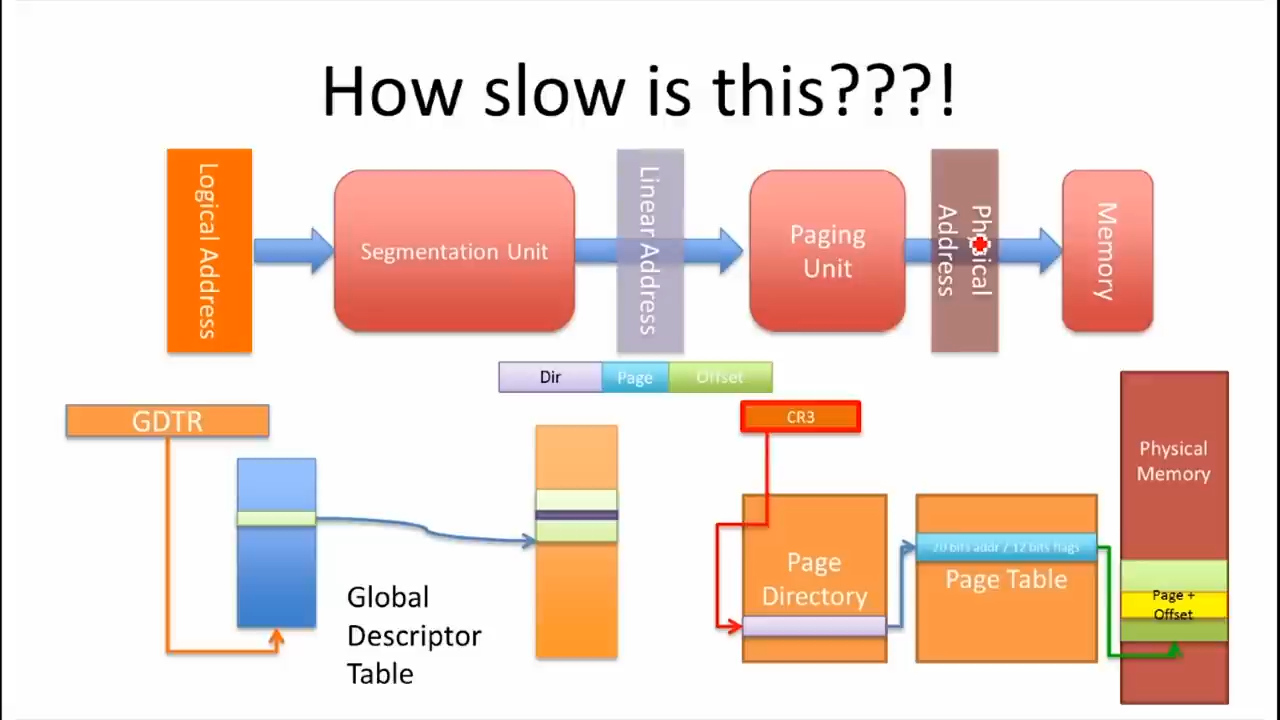 How slow is this???!
Logical Address
Segmentation Unit
Linear Address
Paging
Unit
Physical
Address
Memory
Dir
Page
Offset
GDTR
Global
Descriptor
Table
CR3
Page
Directory
20 bits addr / 12 bits flags
Page Table
Physical
Memory
Page +
Offset